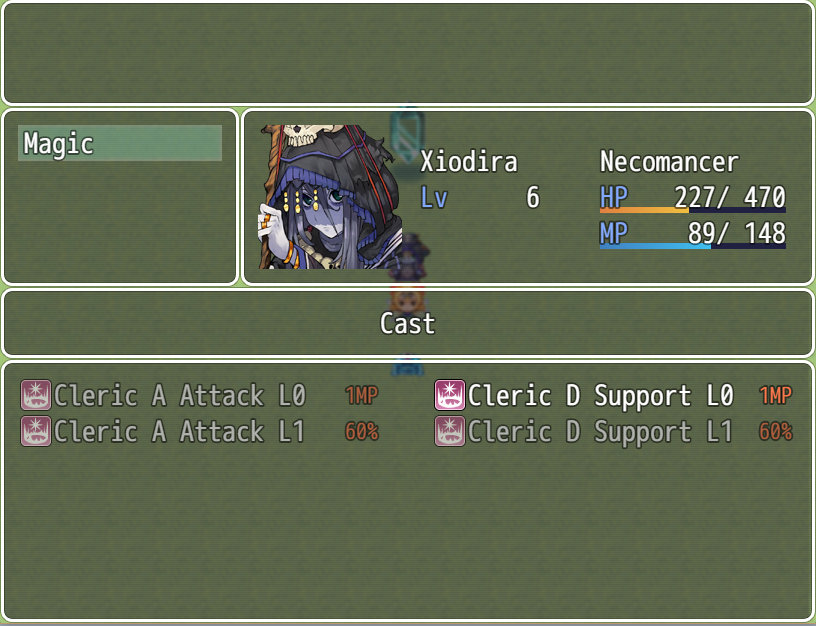 Magic
Xiodira Necomancer
Lv 6 HP 227/ 470
MP 89/ 148
Cast
Cleric A Attack L0 1MP Cleric D Support L0 1MP
Cleric A Attack L1 60% Cleric D Support L1 60%